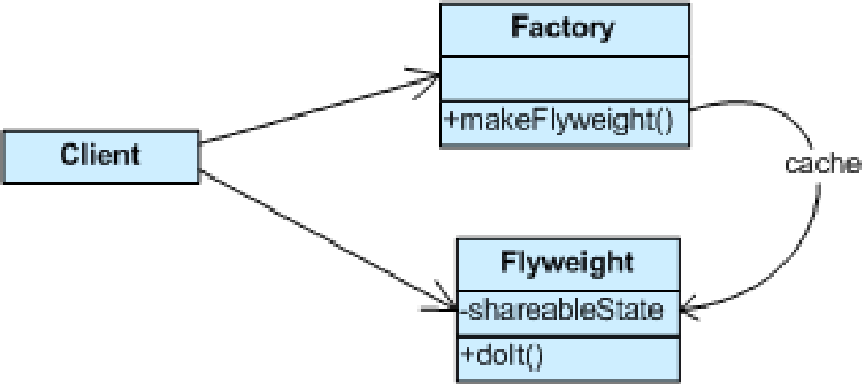 Factory
+makeFlyweight()
Client
cache
Flyweight
-shareableState
+doIt()